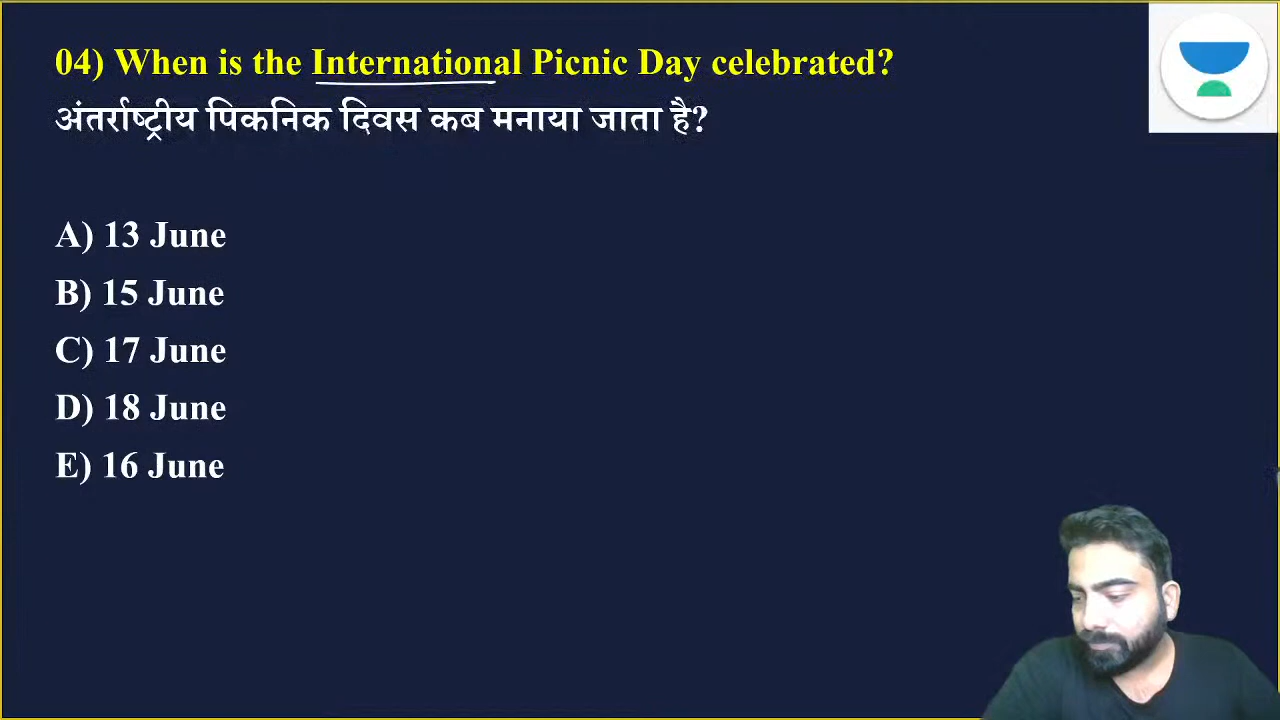 04) When is the International Picnic Day celebrated?
अंतर्राष्ट्रीय पिकनिक दिवस कब मनाया जाता है?
A) 13 June
B) 15 June
C) 17 June
D) 18 June
E) 16 June